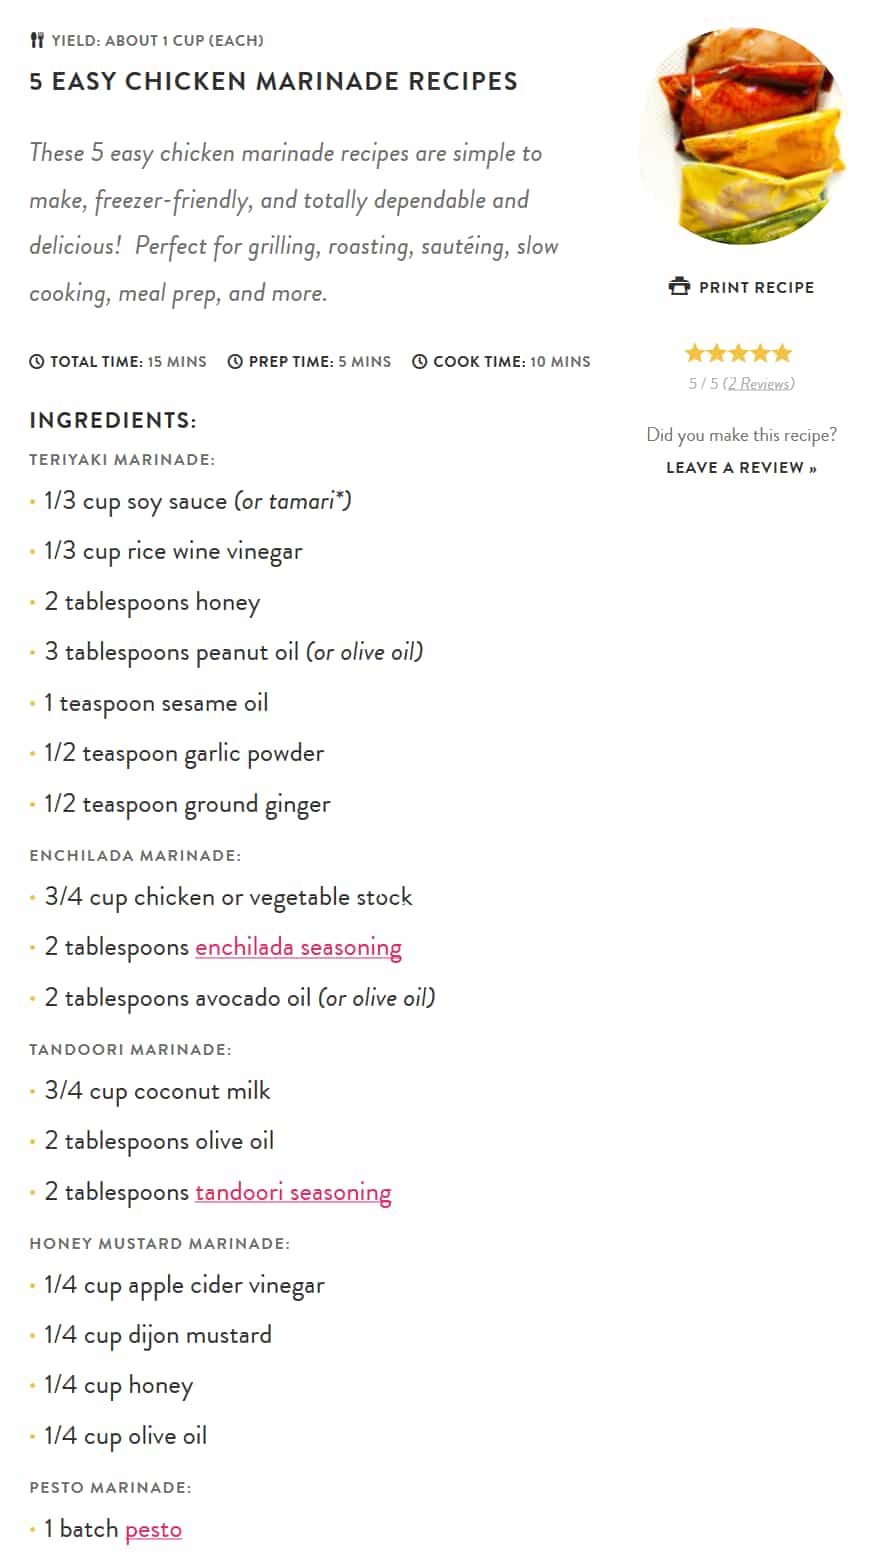 YIELD: ABOUT 1 CUP (EACH)
5 EASY CHICKEN MARINADE RECIPES
These 5 easy chicken marinade recipes are simple to
make, freezer-friendly, and totally dependable and
delicious!  Perfect for grilling, roasting, sautéing, slow
cooking, meal prep, and more.
PRINT RECIPE
5 / 5 (2 Reviews)
Did you make this recipe?
LEAVE A REVIEW »
TOTAL TIME: 15 MINS PREP TIME: 5 MINS COOK TIME: 10 MINS
INGREDIENTS:
TERIYAKI MARINADE:
• 1/3 cup soy sauce (or tamari*)
• 1/3 cup rice wine vinegar
• 2 tablespoons honey
• 3 tablespoons peanut oil (or olive oil)
• 1 teaspoon sesame oil
• 1/2 teaspoon garlic powder
• 1/2 teaspoon ground ginger
ENCHILADA MARINADE:
• 3/4 cup chicken or vegetable stock
• 2 tablespoons enchilada seasoning
• 2 tablespoons avocado oil (or olive oil)
TANDOORI MARINADE:
• 3/4 cup coconut milk
• 2 tablespoons olive oil
• 2 tablespoons tandoori seasoning
HONEY MUSTARD MARINADE:
• 1/4 cup apple cider vinegar
• 1/4 cup dijon mustard
• 1/4 cup honey
• 1/4 cup olive oil
PESTO MARINADE:
• 1 batch pesto